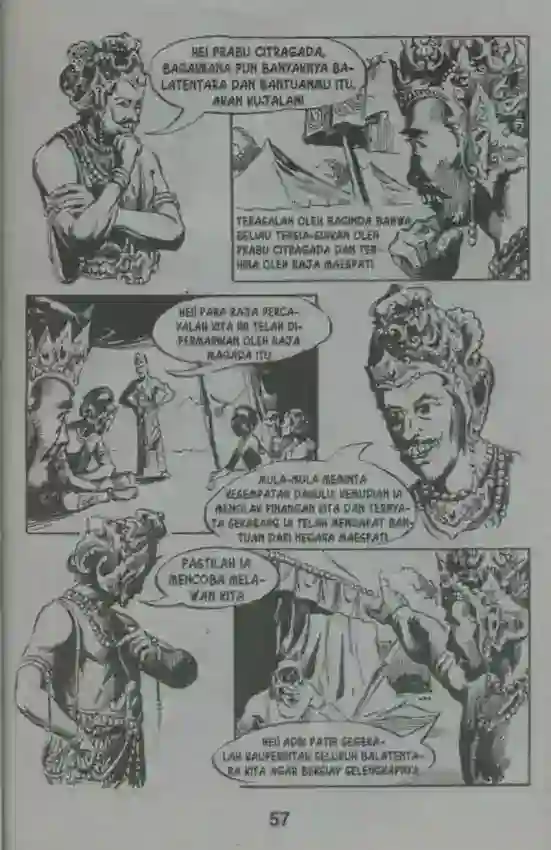 HEI PRABU CITRAGADA,
BAGAIMANA PUN BANYAKNYA BA-
LATENTARA DAN BANTUANMU ITU,
AKAN KUJALANI
TERASALAH OLEH BAGINDA BAHWA
BELIAU TERSIA-SIAKAN OLEH
PRABU CITRAGADA DAN TER-
HINA OLEH RAJA MAESPATI
HEI! PARA RAJA PERCA-
YALAH KITA INI TELAH DI-
PERMAINKAN OLEH RAJA
MAGADA ITU
MULA-MULA MEMINTA
KESEMPATAN DAHULU KEMUDIAN IA
MENOLAK PINANGAN KITA DAN TERNYA-
TA SEKARANG IA TELAH MENDAPAT BAN-
TUAN DARI NEGARA MAESPATI.
PASTILAH IA
MENCOBA MELA-
WAN KITA
HEI! ADIK PATIH SEGERA-
LAH KAUPERINTAH SELURUH BALATENTA-
RA KITA AGAR BERSIAP SELENGKAPNYA
57